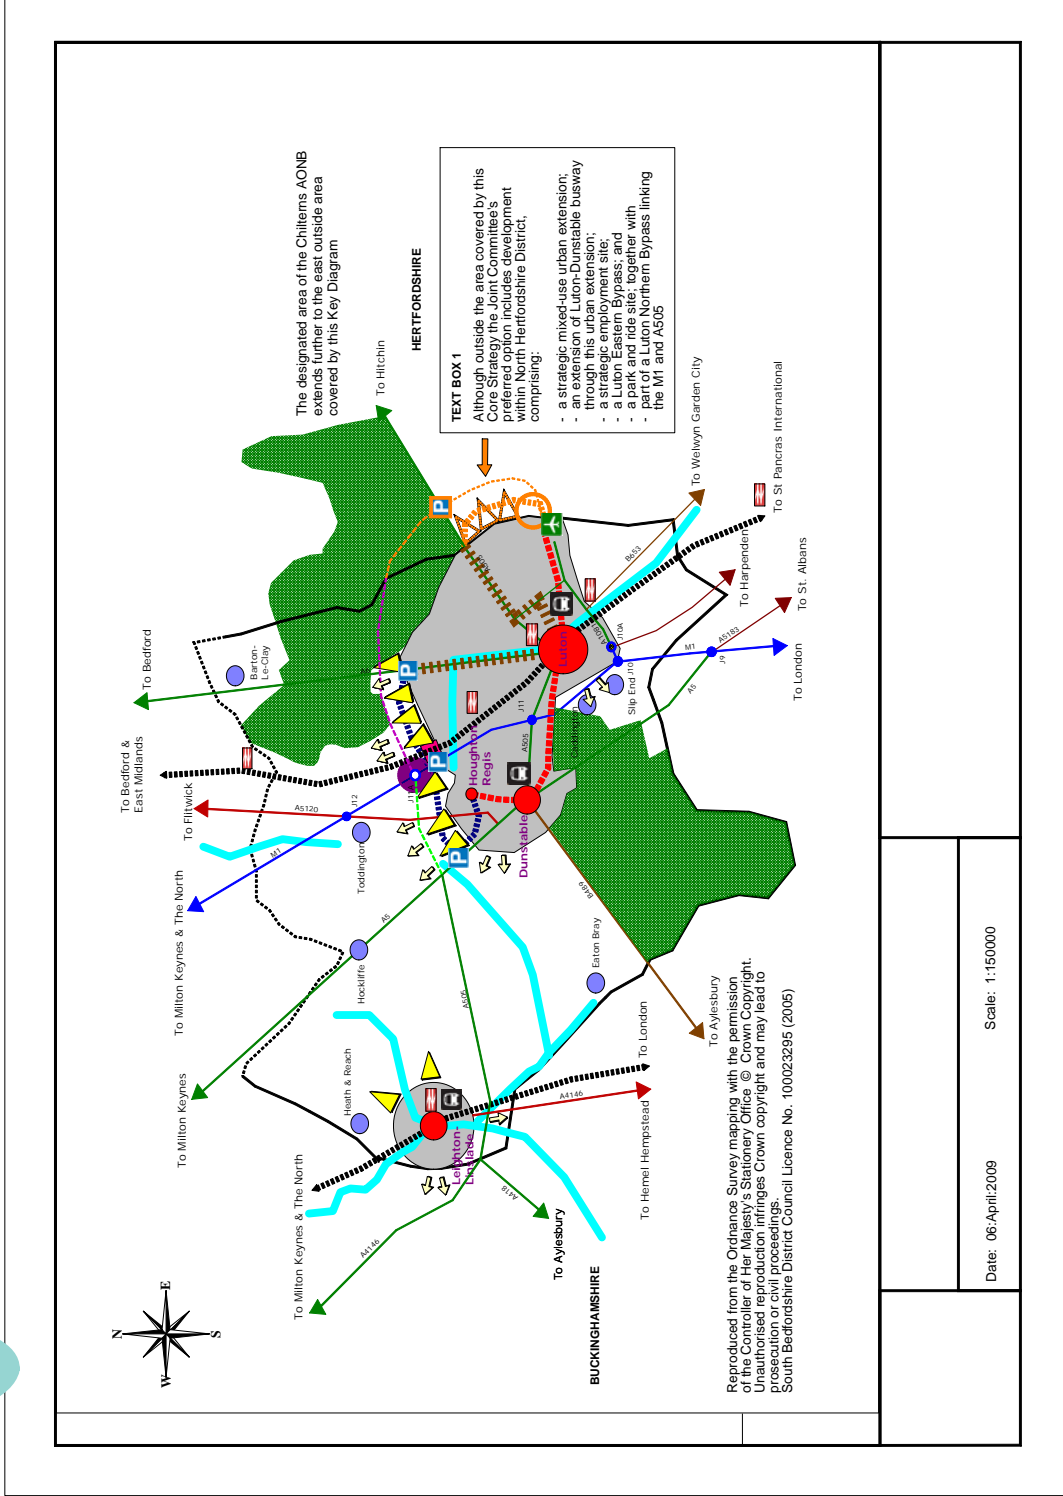 The designated area of the Chilterns AONB
extends further to the east outside area
covered by this Key Diagram
HERTFORDSHIRE
TEXT BOX 1
Although outside the area covered by this
Core Strategy the Joint Committee's
preferred option includes development
within North Hertfordshire District,
comprising:
- a strategic mixed-use urban extension;
- an extension of Luton-Dunstable busway
through this urban extension;
- a strategic employment site;
- a Luton Eastern Bypass; and
- a park and ride site; together with
- part of a Luton Northern Bypass linking
the M1 and A505
To Hitchin
To Bedford
To Bedford &
East Midlands
To Flitwick
To Milton Keynes & The North
To Milton Keynes
To Milton Keynes & The North
To Welwyn Garden City
To St Pancras International
To Harpenden
To St. Albans
To London
To Aylesbury
To London
To Hemel Hempstead
To Aylesbury
BUCKINGHAMSHIRE
Barton-
Le-Clay
Toddington
Hockliffe
Heath & Reach
Eaton Bray
Slip End
Houghton
Regis
Dunstable
Luton
Leighton-
Linslade
A5120
J12
M1
A5
A505
A4146
A418
A4146
B489
A505
J11
J10
J10A
A1081
B653
M1
J9
A5183
A5
P
P
P
P
N
E
S
W
Reproduced from the Ordnance Survey mapping with the permission
of the Controller of Her Majesty's Stationery Office © Crown Copyright.
Unauthorised reproduction infringes Crown copyright and may lead to
prosecution or civil proceedings.
South Bedfordshire District Council Licence No. 100023295 (2005)
Date: 06:April:2009
Scale: 1:150000